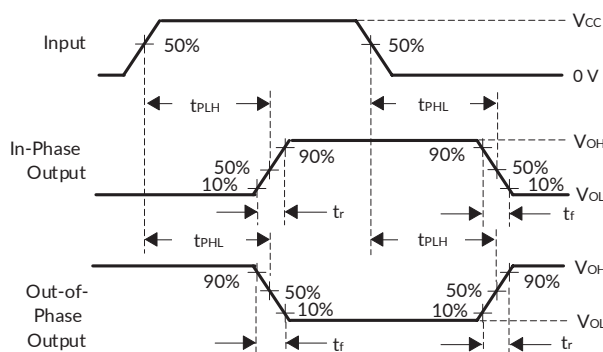 VCC
Input
50%
50%
0 V
tPLH
tPHL
VOH
In-Phase
Output
90%
90%
50%
50%
10%
10%
VOL
tr
tf
tPHL
tPLH
VOH
90%
90%
Out-of-
Phase
Output
50%
50%
10%
10%
VOL
tf
tr